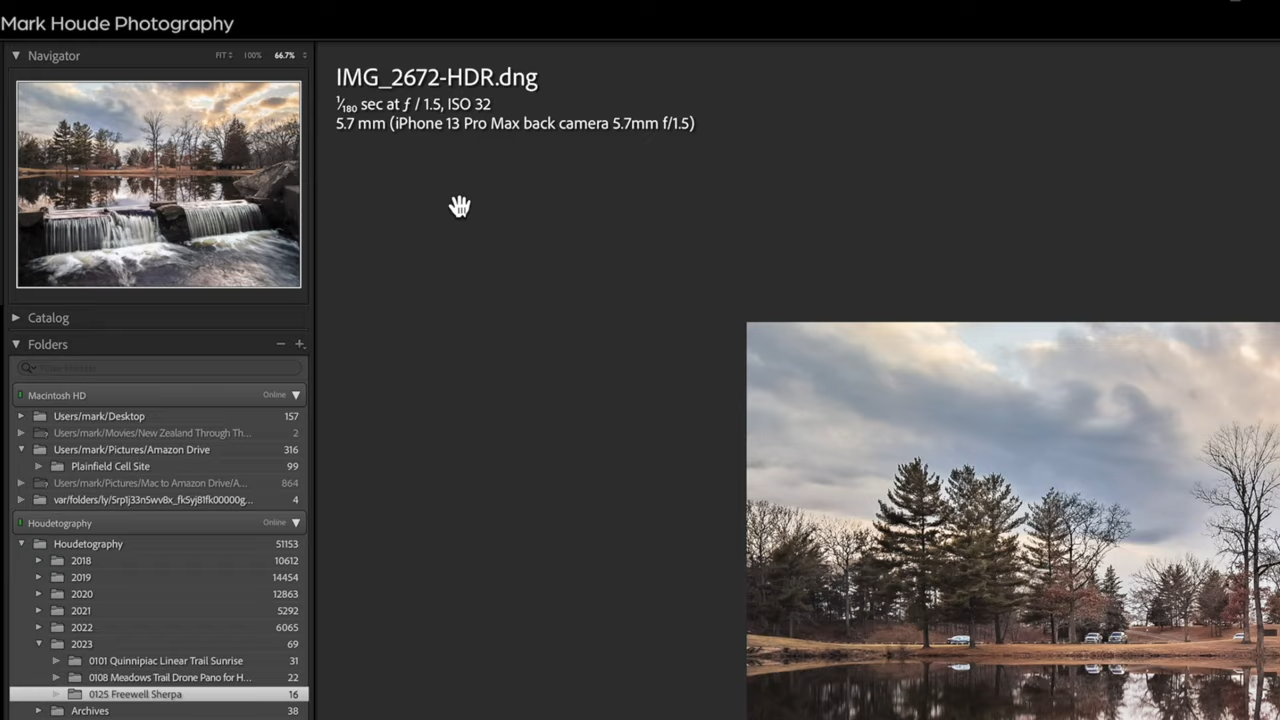 Mark Houde Photography
Navigator FIT 100% 66.7%
IMG_2672-HDR.dng
1/180 sec at ƒ / 1.5, ISO 32
5.7 mm (iPhone 13 Pro Max back camera 5.7mm f/1.5)
Catalog
Folders
Macintosh HD Online
Users/mark/Desktop 157
Users/mark/Movies/New Zealand Through Th... 2
Users/mark/Pictures/Amazon Drive 316
Plainfield Cell Site 99
Users/mark/Pictures/Mac to Amazon Drive/A... 864
var/folders/ly/5rp1j33n5wv8x_fk5yj81fk00000g... 4
Houdetography Online
Houdetography 51153
2018 10612
2019 14454
2020 12863
2021 5292
2022 6065
2023 69
0101 Quinnipiac Linear Trail Sunrise 31
0108 Meadows Trail Drone Pano for H... 22
0125 Freewell Sherpa 16
Archives 38